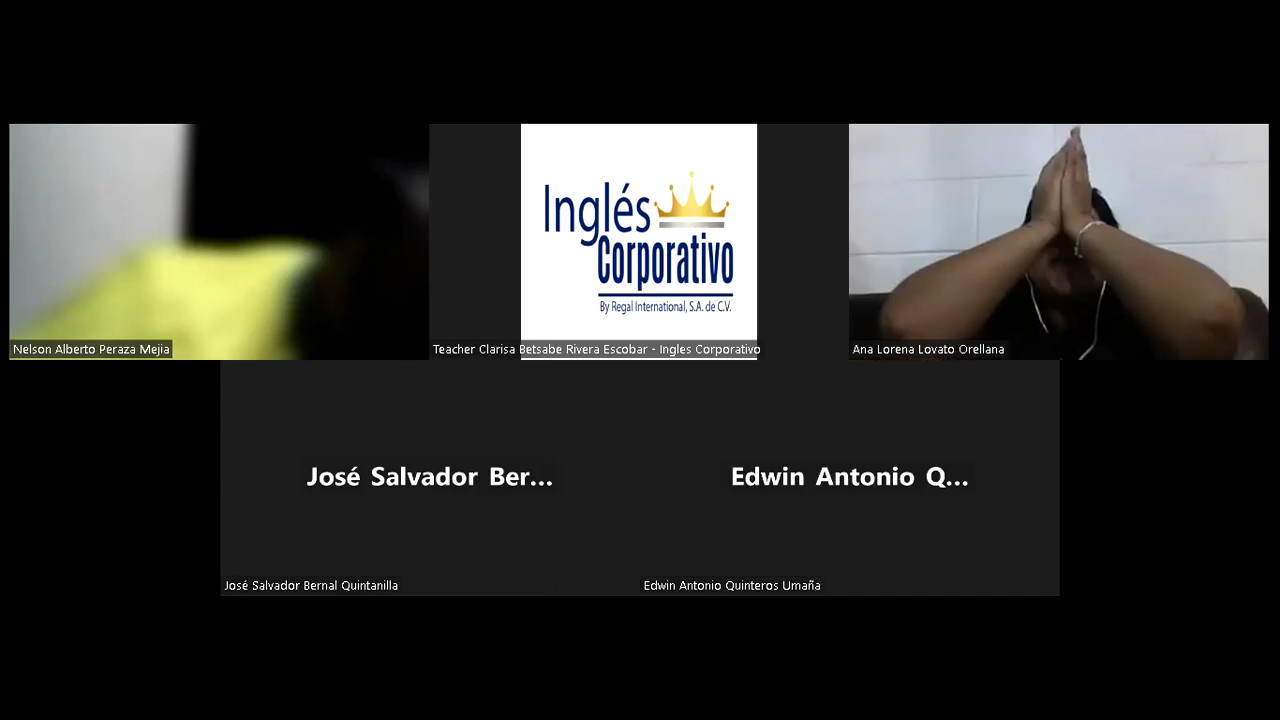 Inglés
Corporativo
By Regal International, S.A. de C.V.
Nelson Alberto Peraza Mejia
Teacher Clarisa Betsabe Rivera Escobar - Ingles Corporativo
Ana Lorena Lovato Orellana
José Salvador Ber...
Edwin Antonio Q...
José Salvador Bernal Quintanilla
Edwin Antonio Quinteros Umaña